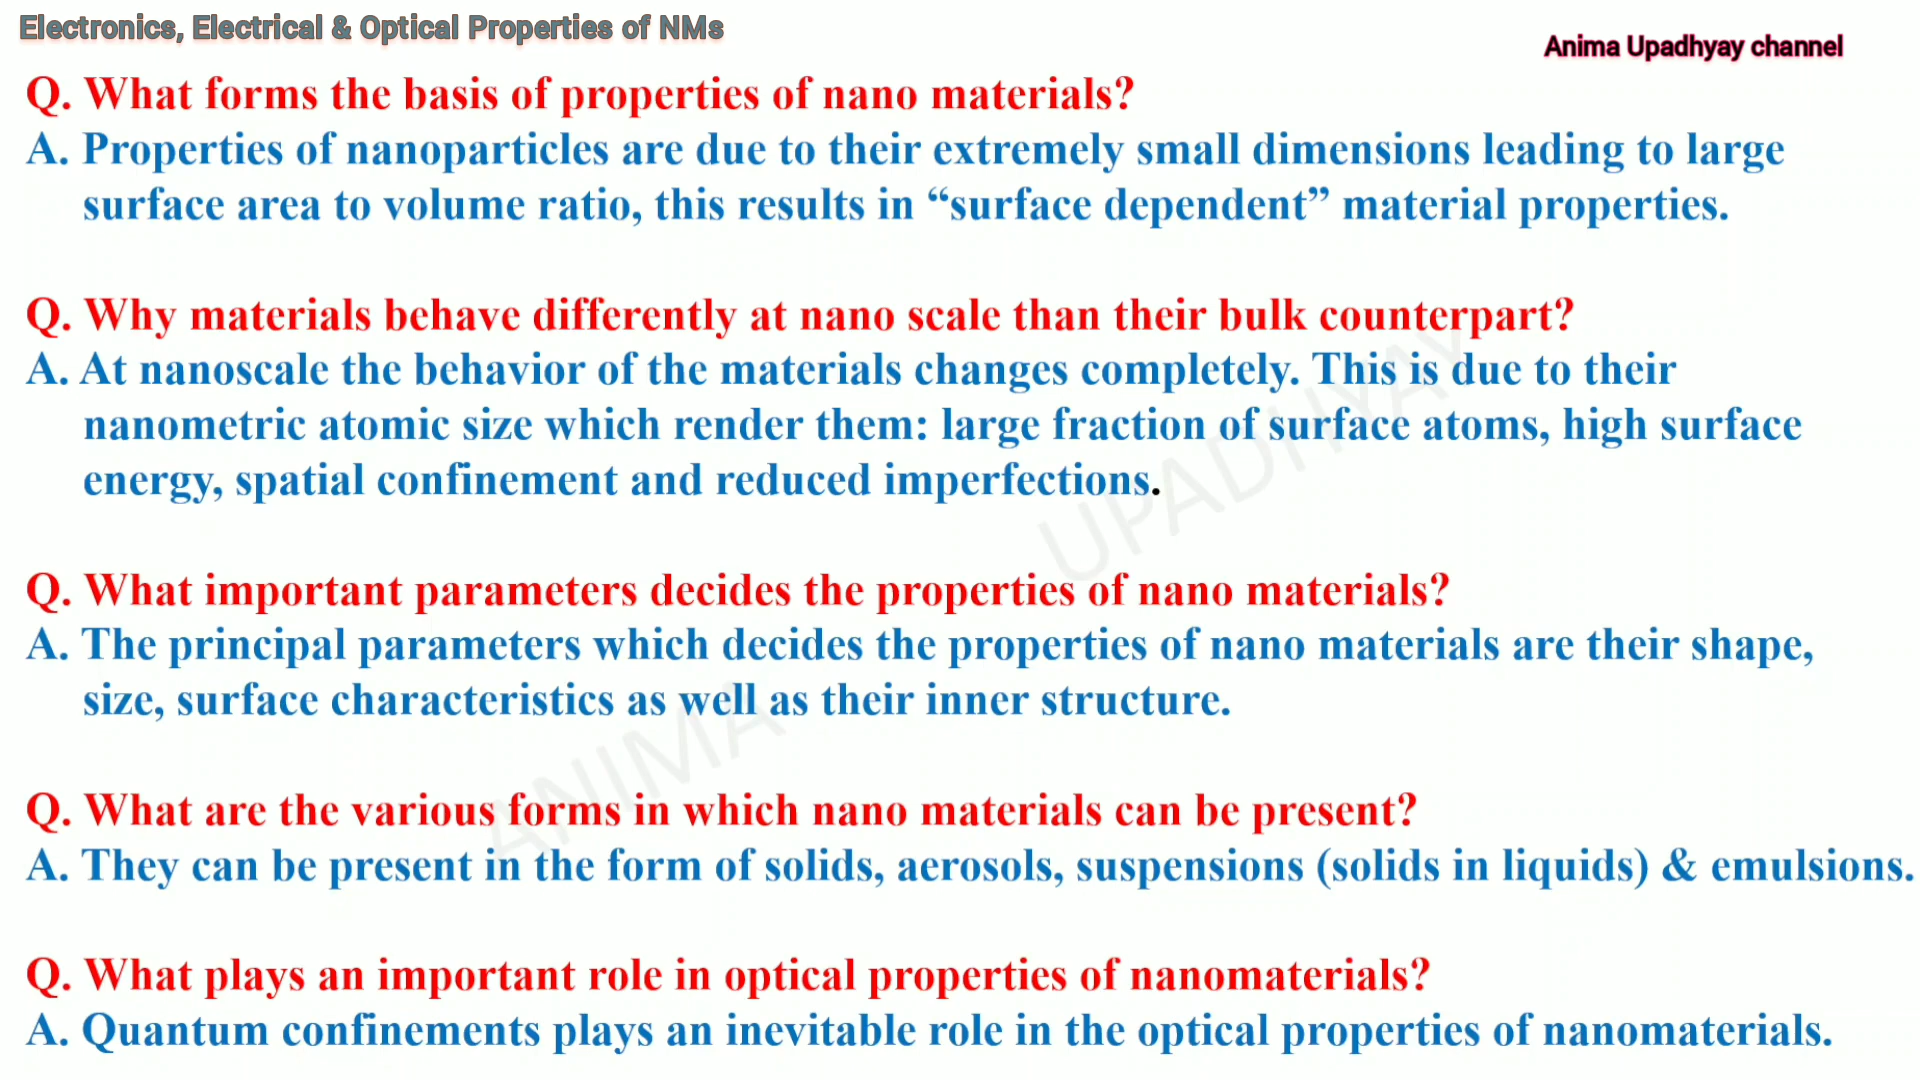 Electronics, Electrical & Optical Properties of NMs
Anima Upadhyay channel
Q. What forms the basis of properties of nano materials?
A. Properties of nanoparticles are due to their extremely small dimensions leading to large
surface area to volume ratio, this results in “surface dependent” material properties.
Q. Why materials behave differently at nano scale than their bulk counterpart?
A. At nanoscale the behavior of the materials changes completely. This is due to their
nanometric atomic size which render them: large fraction of surface atoms, high surface
energy, spatial confinement and reduced imperfections.
Q. What important parameters decides the properties of nano materials?
A. The principal parameters which decides the properties of nano materials are their shape,
size, surface characteristics as well as their inner structure.
Q. What are the various forms in which nano materials can be present?
A. They can be present in the form of solids, aerosols, suspensions (solids in liquids) & emulsions.
Q. What plays an important role in optical properties of nanomaterials?
A. Quantum confinements plays an inevitable role in the optical properties of nanomaterials.
ANIMA UPADHYAY